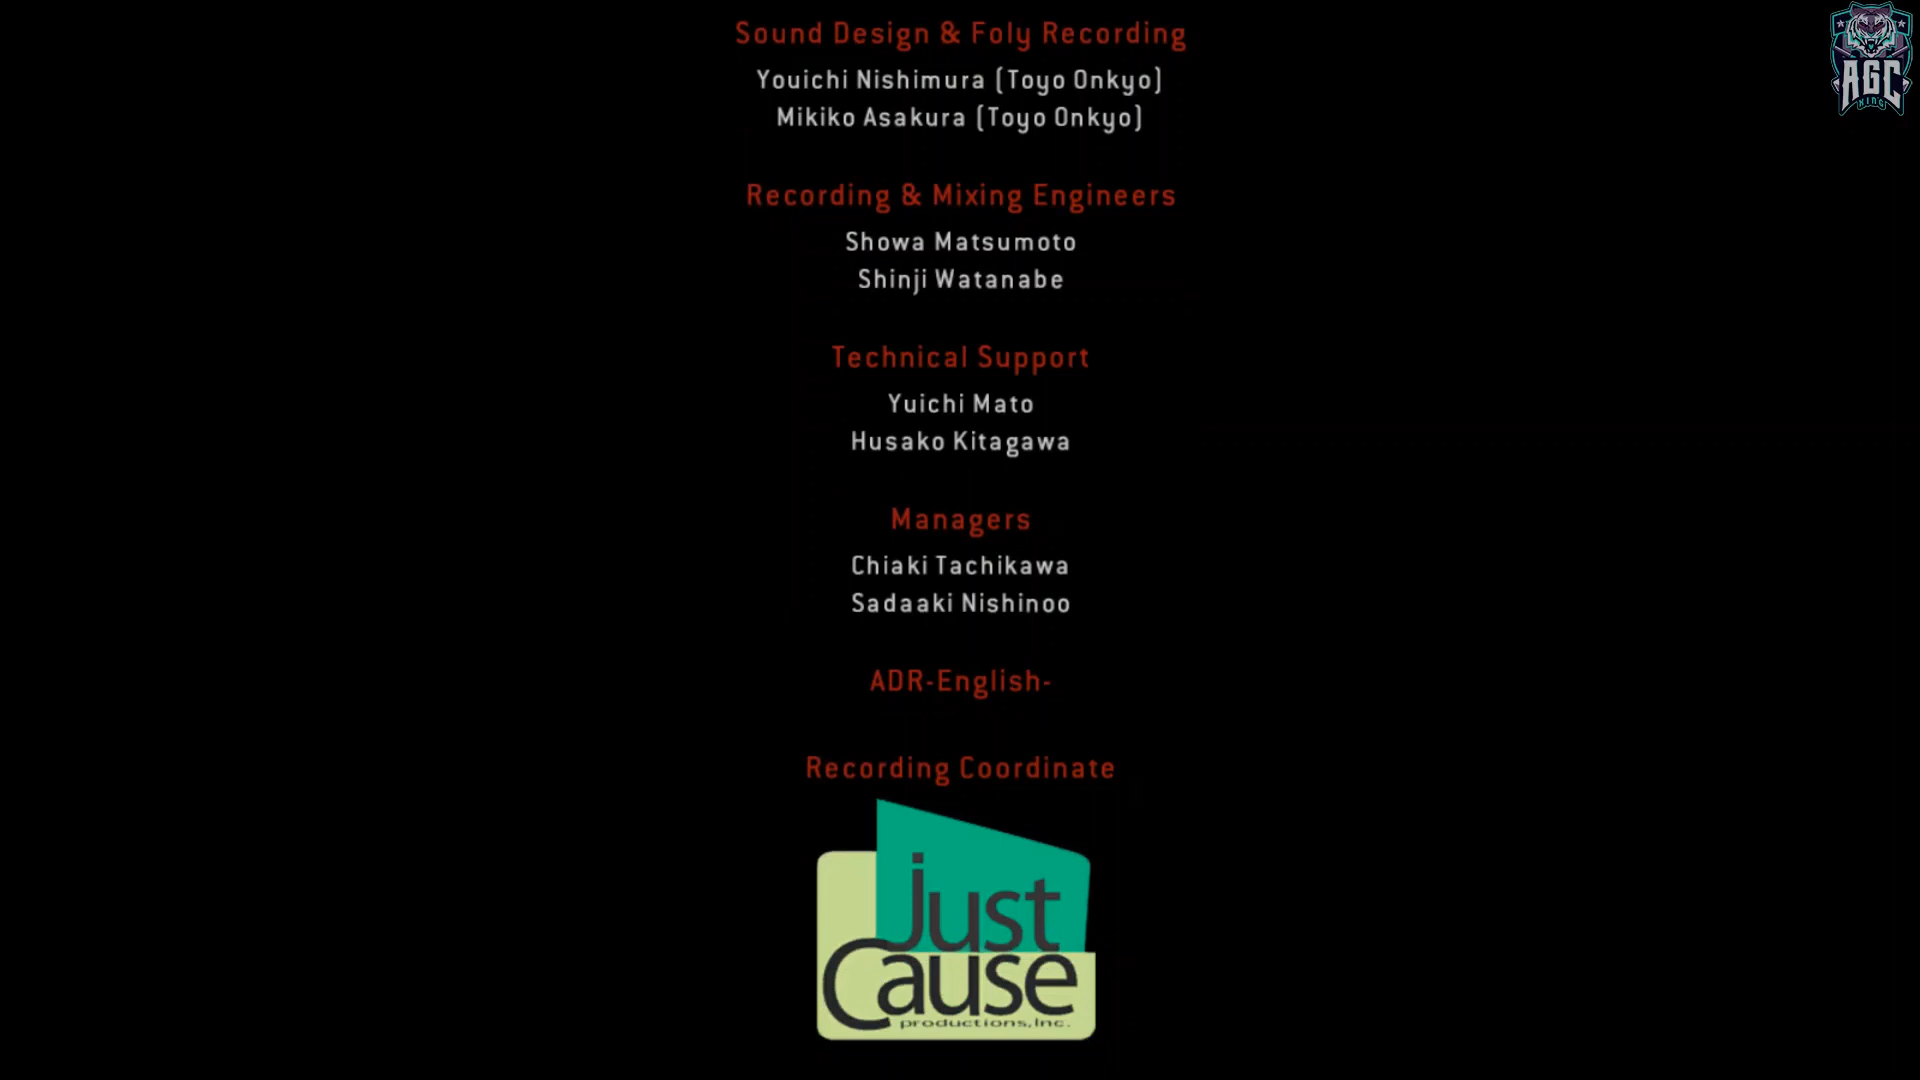 Sound Design & Foly Recording
Youichi Nishimura (Toyo Onkyo)
Mikiko Asakura (Toyo Onkyo)
Recording & Mixing Engineers
Showa Matsumoto
Shinji Watanabe
Technical Support
Yuichi Mato
Husako Kitagawa
Managers
Chiaki Tachikawa
Sadaaki Nishinoo
ADR-English-
Recording Coordinate
just
Cause
productions,Inc.
AGC
KING